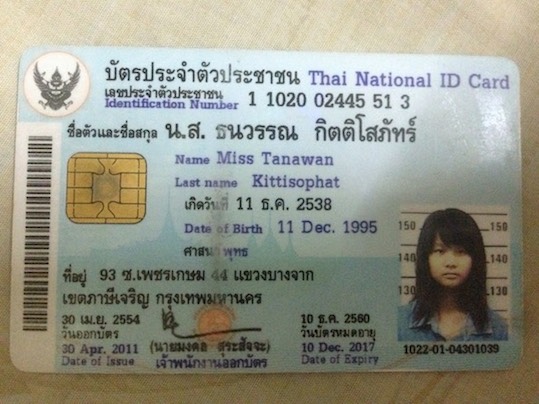 บัตรประจำตัวประชาชน Thai National ID Card
เลขประจำตัวประชาชน
Identification Number 1 1020 02445 51 3
ชื่อตัวและชื่อสกุล น.ส. ธนวรรณ กิตติโสภัทร์
Name Miss Tanawan
Last name Kittisophat
เกิดวันที่ 11 ธ.ค. 2538
Date of Birth 11 Dec. 1995
ศาสนา พุทธ
ที่อยู่ 93 ซ.เพชรเกษม 44 แขวงบางจาก
เขตภาษีเจริญ กรุงเทพมหานคร
30 เม.ย. 2554
วันออกบัตร
30 Apr. 2011
Date of Issue
(นายมงคล สุระสัจจะ)
เจ้าพนักงานออกบัตร
10 ธ.ค. 2560
วันบัตรหมดอายุ
10 Dec. 2017
Date of Expiry
150 150
140 140
130 130
1022-01-04301039